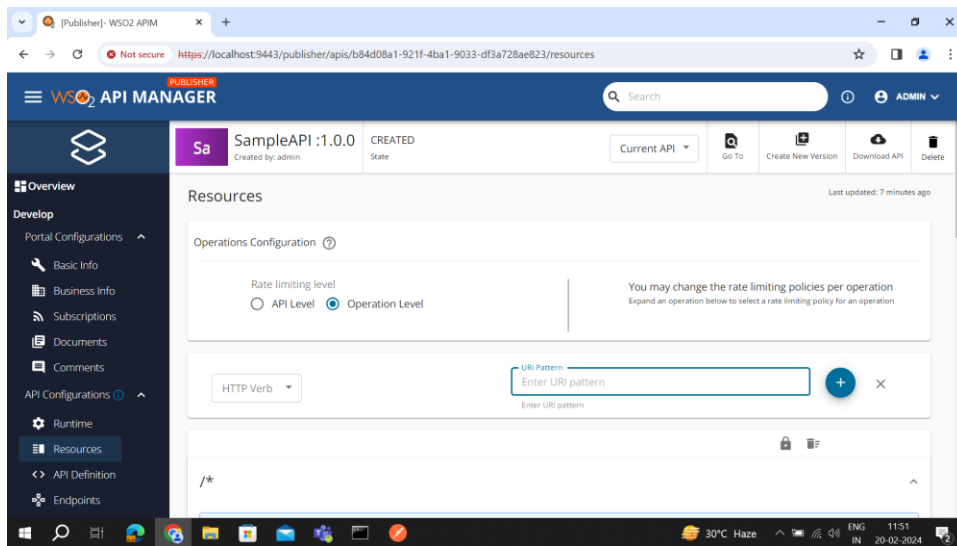 [Publisher]- WSO2 APIM
Not secure https://localhost:9443/publisher/apis/b84d08a1-921f-4ba1-9033-df3a728ae823/resources
PUBLISHER
WSO2 API MANAGER
Search
ADMIN
Sa
SampleAPI :1.0.0
Created by: admin
CREATED
State
Current API
Go To
Create New Version
Download API
Delete
Overview
Develop
Portal Configurations
Basic Info
Business Info
Subscriptions
Documents
Comments
API Configurations
Runtime
Resources
API Definition
Endpoints
Resources
Last updated: 7 minutes ago
Operations Configuration
Rate limiting level
API Level
Operation Level
You may change the rate limiting policies per operation
Expand an operation below to select a rate limiting policy for an operation
HTTP Verb
URI Pattern
Enter URI pattern
Enter URI pattern
/*
30°C Haze
ENG
IN
11:51
20-02-2024
2